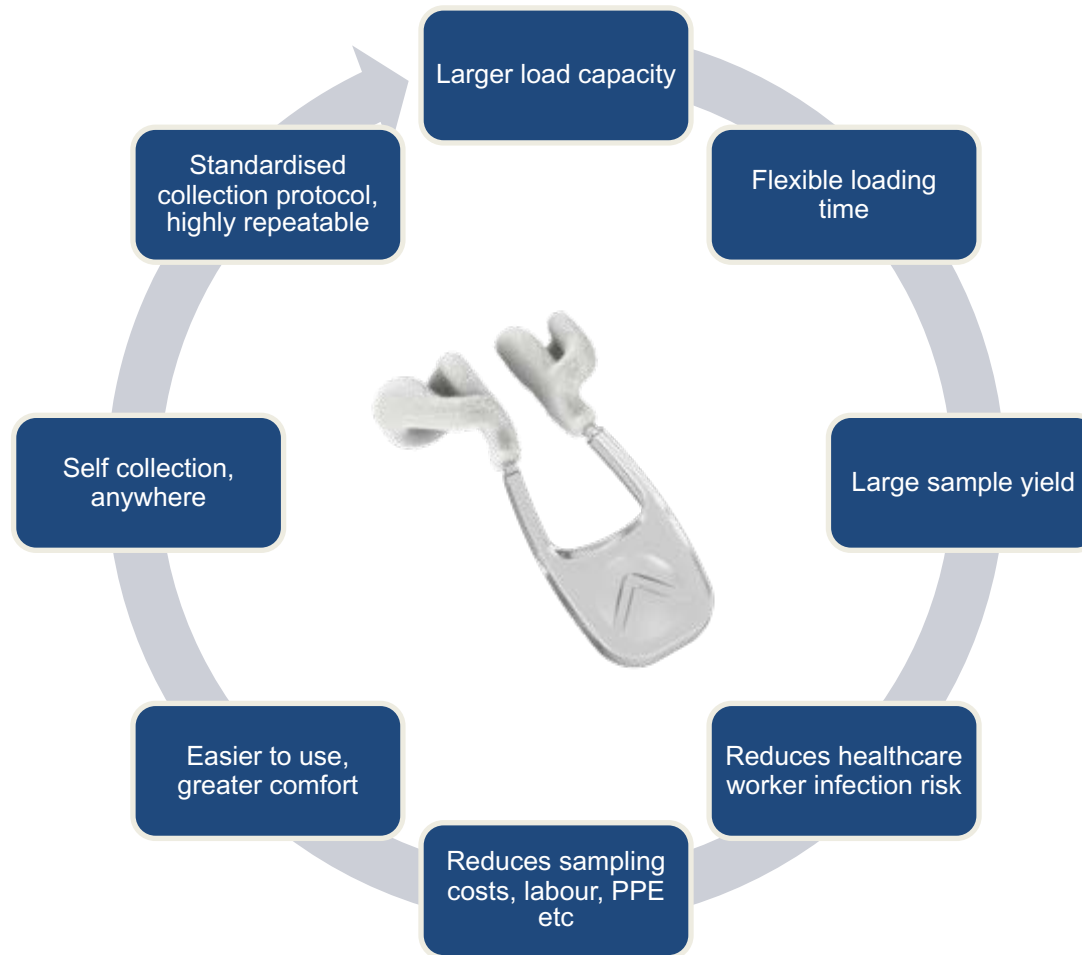 Larger load capacity
Flexible loading
time
Large sample yield
Reduces healthcare
worker infection risk
Reduces sampling
costs, labour, PPE
etc
Easier to use,
greater comfort
Self collection,
anywhere
Standardised
collection protocol,
highly repeatable